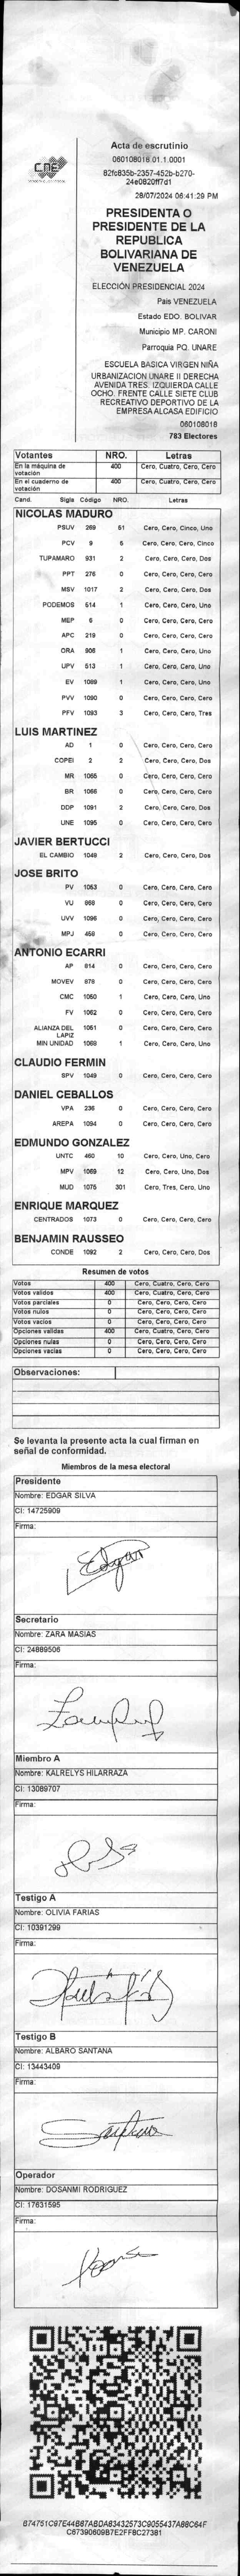 CNE
Acta de escrutinio
060108018.01.1.0001
82fc835b-2357-452b-b270-
24e0820ff7d1
28/07/2024 06:41:29 PM
PRESIDENTA O
PRESIDENTE DE LA
REPUBLICA
BOLIVARIANA DE
VENEZUELA
ELECCIÓN PRESIDENCIAL 2024
Pais VENEZUELA
Estado EDO. BOLIVAR
Municipio MP. CARONI
Parroquia PQ. UNARE
ESCUELA BASICA VIRGEN NIÑA
URBANIZACION UNARE II DERECHA
AVENIDA TRES. IZQUIERDA CALLE
OCHO. FRENTE CALLE SIETE CLUB
RECREATIVO DEPORTIVO DE LA
EMPRESA ALCASA EDIFICIO
060108018
783 Electores
Votantes NRO. Letras
En la máquina de votación 400 Cero, Cuatro, Cero, Cero
En el cuaderno de votación 400 Cero, Cuatro, Cero, Cero
Cand. Sigla Código NRO. Letras
NICOLAS MADURO
PSUV 269 51 Cero, Cero, Cinco, Uno
PCV 9 5 Cero, Cero, Cero, Cinco
TUPAMARO 931 2 Cero, Cero, Cero, Dos
PPT 276 0 Cero, Cero, Cero, Cero
MSV 1017 2 Cero, Cero, Cero, Dos
PODEMOS 514 1 Cero, Cero, Cero, Uno
MEP 6 0 Cero, Cero, Cero, Cero
APC 219 0 Cero, Cero, Cero, Cero
ORA 906 1 Cero, Cero, Cero, Uno
UPV 513 1 Cero, Cero, Cero, Uno
EV 1089 1 Cero, Cero, Cero, Uno
PVV 1090 0 Cero, Cero, Cero, Cero
PFV 1093 3 Cero, Cero, Cero, Tres
LUIS MARTINEZ
AD 1 0 Cero, Cero, Cero, Cero
COPEI 2 2 Cero, Cero, Cero, Dos
MR 1055 0 Cero, Cero, Cero, Cero
BR 1066 0 Cero, Cero, Cero, Cero
DDP 1091 2 Cero, Cero, Cero, Dos
UNE 1095 0 Cero, Cero, Cero, Cero
JAVIER BERTUCCI
EL CAMBIO 1048 2 Cero, Cero, Cero, Dos
JOSE BRITO
PV 1053 0 Cero, Cero, Cero, Cero
VU 868 0 Cero, Cero, Cero, Cero
UVV 1096 0 Cero, Cero, Cero, Cero
MPJ 459 0 Cero, Cero, Cero, Cero
ANTONIO ECARRI
AP 814 0 Cero, Cero, Cero, Cero
MOVEV 878 0 Cero, Cero, Cero, Cero
CMC 1050 1 Cero, Cero, Cero, Uno
FV 1062 0 Cero, Cero, Cero, Cero
ALIANZA DEL LAPIZ 1051 0 Cero, Cero, Cero, Cero
MIN UNIDAD 1068 1 Cero, Cero, Cero, Uno
CLAUDIO FERMIN
SPV 1049 0 Cero, Cero, Cero, Cero
DANIEL CEBALLOS
VPA 236 0 Cero, Cero, Cero, Cero
AREPA 1094 0 Cero, Cero, Cero, Cero
EDMUNDO GONZALEZ
UNTC 460 10 Cero, Cero, Uno, Cero
MPV 1069 12 Cero, Cero, Uno, Dos
MUD 1075 301 Cero, Tres, Cero, Uno
ENRIQUE MARQUEZ
CENTRADOS 1073 0 Cero, Cero, Cero, Cero
BENJAMIN RAUSSEO
CONDE 1092 2 Cero, Cero, Cero, Dos
Resumen de votos
Votos 400 Cero, Cuatro, Cero, Cero
Votos validos 400 Cero, Cuatro, Cero, Cero
Votos parciales 0 Cero, Cero, Cero, Cero
Votos nulos 0 Cero, Cero, Cero, Cero
Votos vacios 0 Cero, Cero, Cero, Cero
Opciones validas 400 Cero, Cuatro, Cero, Cero
Opciones nulas 0 Cero, Cero, Cero, Cero
Opciones vacias 0 Cero, Cero, Cero, Cero
Observaciones:
Se levanta la presente acta la cual firman en
señal de conformidad.
Miembros de la mesa electoral
Presidente
Nombre: EDGAR SILVA
CI: 14725909
Firma:
Edgar
Secretario
Nombre: ZARA MASIAS
CI: 24889506
Firma:
Miembro A
Nombre: KALRELYS HILARRAZA
CI: 13089707
Firma:
Testigo A
Nombre: OLIVIA FARIAS
CI: 10391299
Firma:
Testigo B
Nombre: ALBARO SANTANA
CI: 13443409
Firma:
Santana
Operador
Nombre: DOSANMI RODRIGUEZ
CI: 17631595
Firma:
B74751C97E44B87ABDA83432573C9055437A88C64F
C67390609B7E2FF8C27381